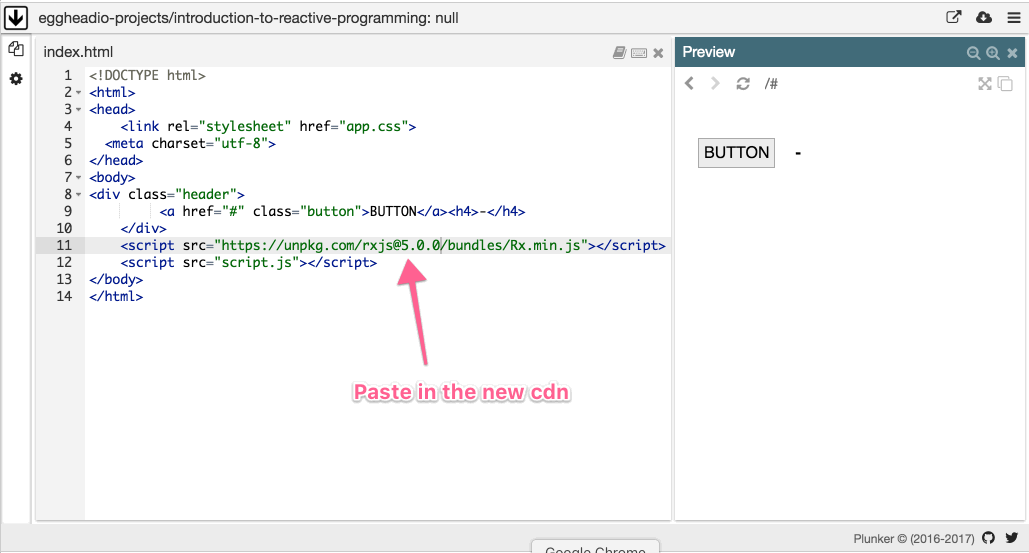 eggheadio-projects/introduction-to-reactive-programming: null
index.html
Preview
/#
1 <!DOCTYPE html>
2 <html>
3 <head>
4 <link rel="stylesheet" href="app.css">
5 <meta charset="utf-8">
6 </head>
7 <body>
8 <div class="header">
9 <a href="#" class="button">BUTTON</a><h4>-</h4>
10 </div>
11 <script src="https://unpkg.com/rxjs@5.0.0/bundles/Rx.min.js"></script>
12 <script src="script.js"></script>
13 </body>
14 </html>
BUTTON -
Paste in the new cdn
Plunker © (2016-2017)
Google Chrome